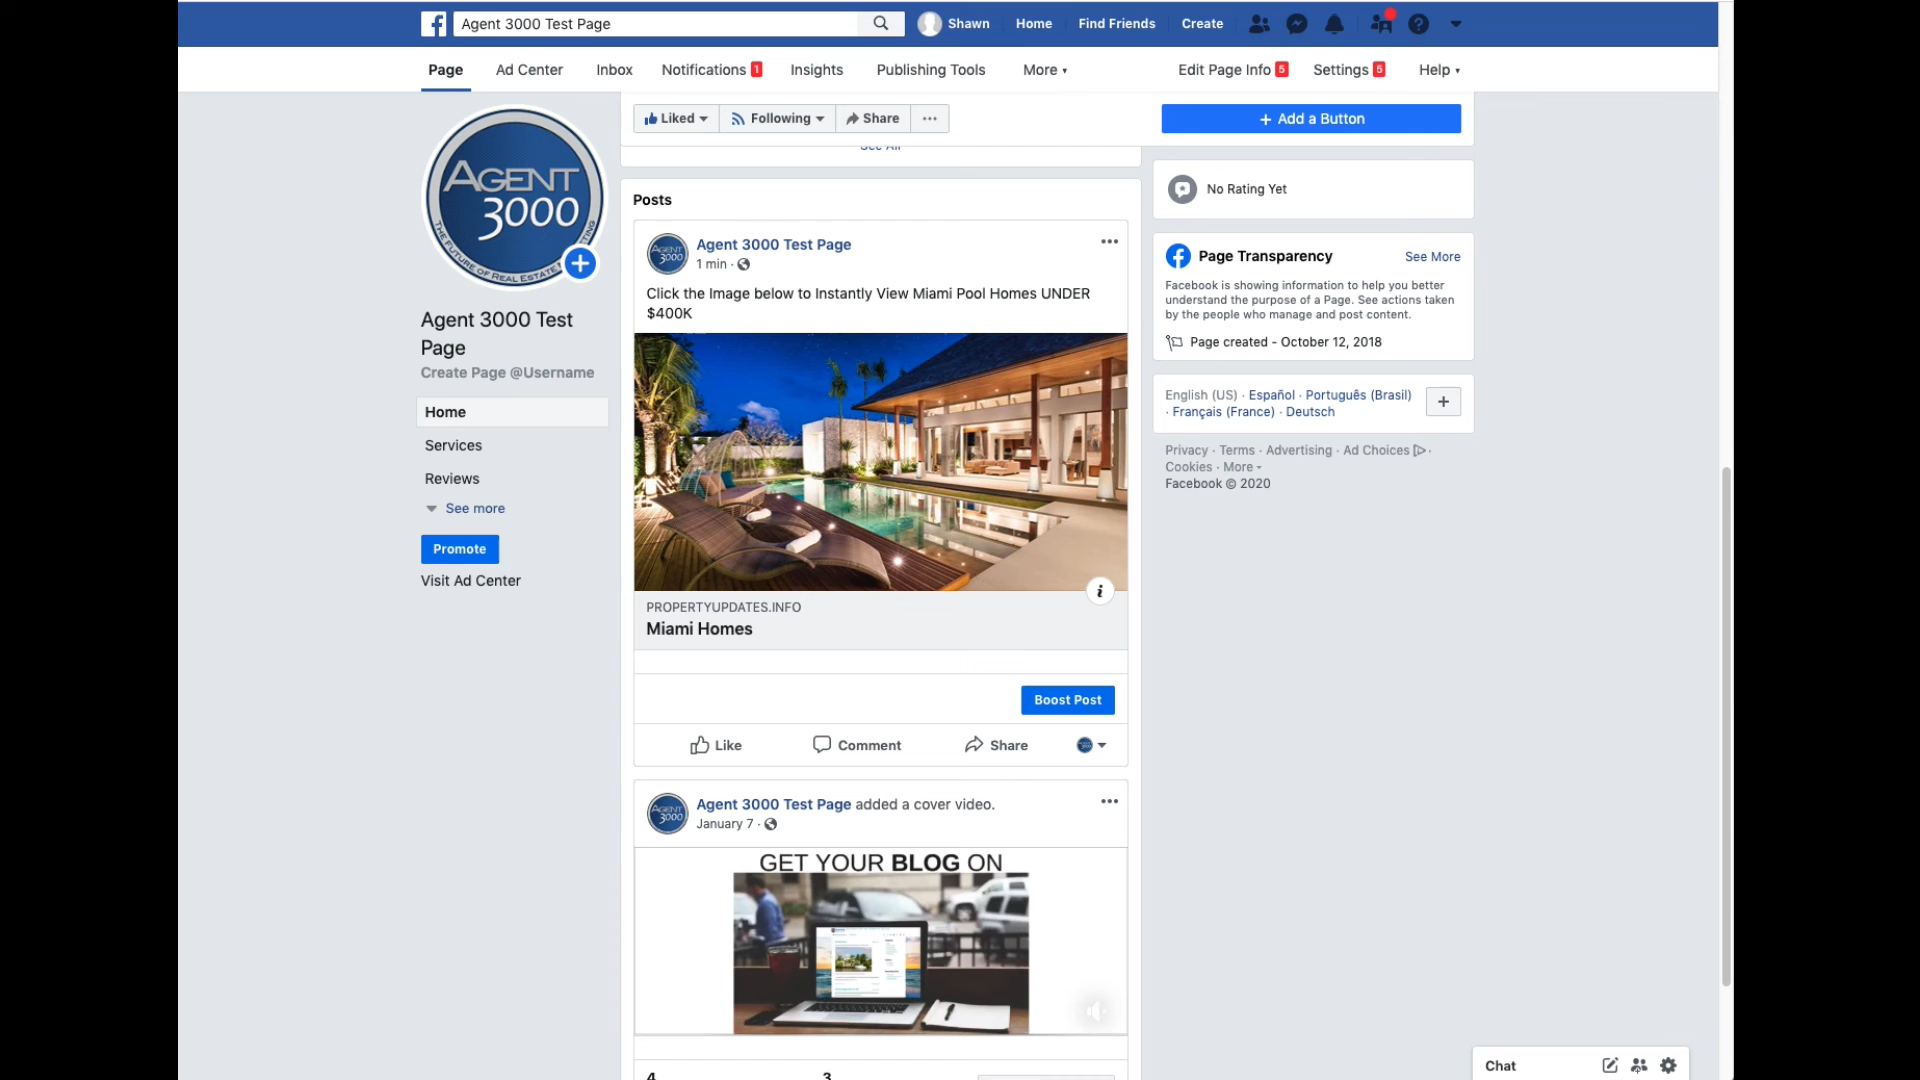 Agent 3000 Test Page
Shawn
Home
Find Friends
Create
Page
Ad Center
Inbox
Notifications 1
Insights
Publishing Tools
More
Edit Page Info 5
Settings 5
Help
AGENT
3000
THE FUTURE OF REAL ESTATE
Agent 3000 Test
Page
Create Page @Username
Home
Services
Reviews
See more
Promote
Visit Ad Center
Liked
Following
Share
+ Add a Button
See All
Posts
Agent 3000 Test Page
1 min ·
Click the Image below to Instantly View Miami Pool Homes UNDER
$400K
i
PROPERTYUPDATES.INFO
Miami Homes
Boost Post
Like
Comment
Share
Agent 3000 Test Page added a cover video.
January 7 ·
GET YOUR BLOG ON
4
3
No Rating Yet
Page Transparency
See More
Facebook is showing information to help you better
understand the purpose of a Page. See actions taken
by the people who manage and post content.
Page created - October 12, 2018
English (US) · Español · Português (Brasil)
· Français (France) · Deutsch
Privacy · Terms · Advertising · Ad Choices ·
Cookies · More
Facebook © 2020
Chat